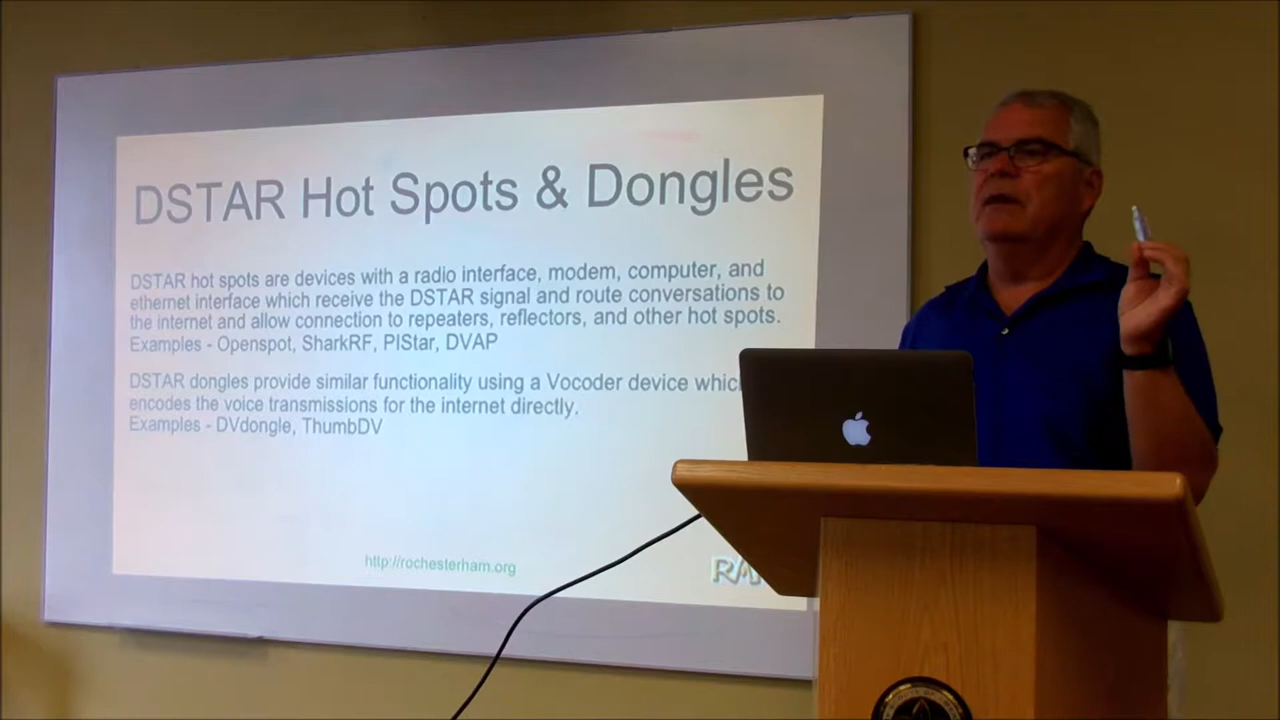 DSTAR Hot Spots & Dongles
DSTAR hot spots are devices with a radio interface, modem, computer, and
ethernet interface which receive the DSTAR signal and route conversations to
the internet and allow connection to repeaters, reflectors, and other hot spots.
Examples - Openspot, SharkRF, PIStar, DVAP
DSTAR dongles provide similar functionality using a Vocoder device whic
encodes the voice transmissions for the internet directly.
Examples - DVdongle, ThumbDV
http://rochesterham.org